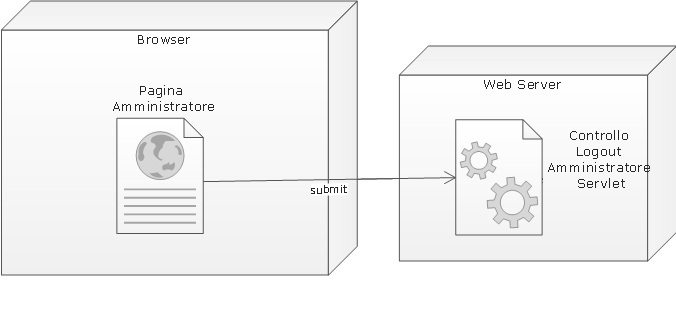 Browser
Pagina
Amministratore
submit
Web Server
Controllo
Logout
Amministratore
Servlet